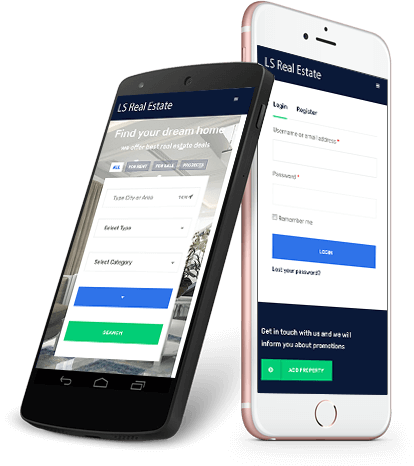 LS Real Estate
Find your dream home
we offer best real estate deals
ALL FOR RENT FOR SALE
Type City or Area
Select Type
Select Category
SEARCH
LS Real Estate
Login Register
Username or email address *
Password *
Remember me
LOGIN
Lost your password?
Get in touch with us and we will
inform you about promotions
ADD PROPERTY